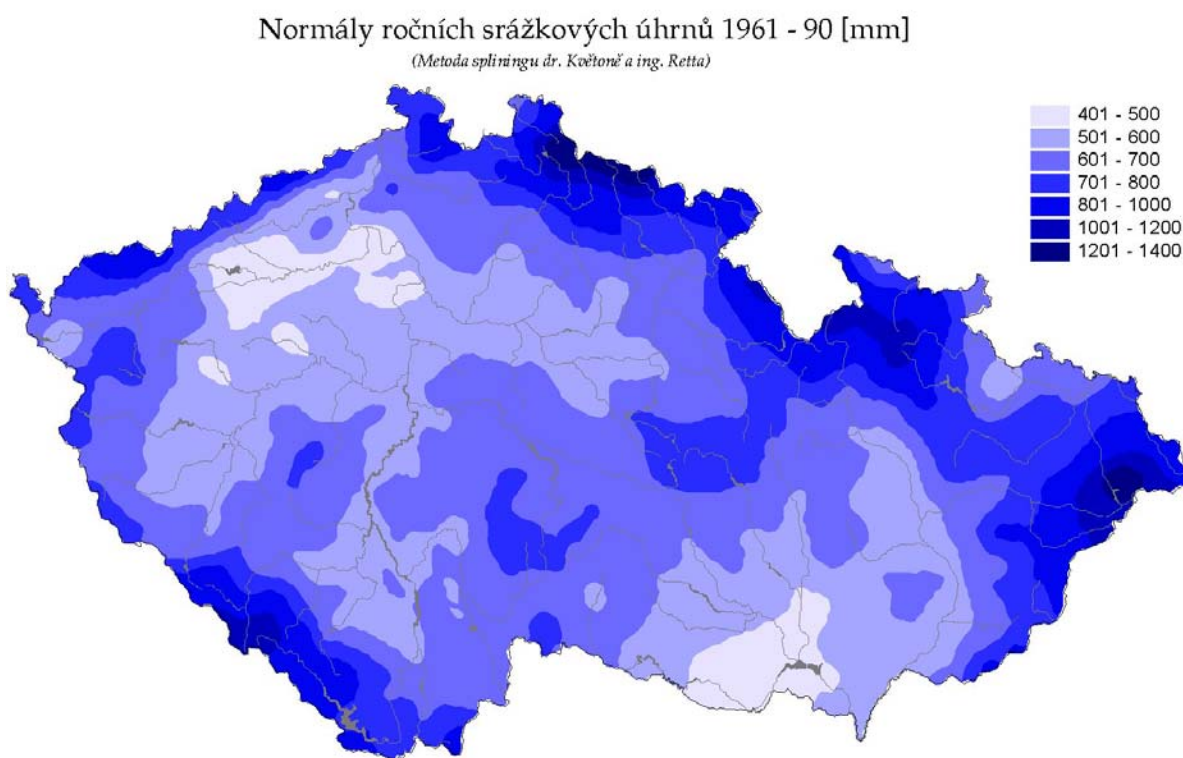 Normály ročních srážkových úhrnů 1961 - 90 [mm]
(Metoda spliningu dr. Květoně a ing. Retta)
401 - 500
501 - 600
601 - 700
701 - 800
801 - 1000
1001 - 1200
1201 - 1400